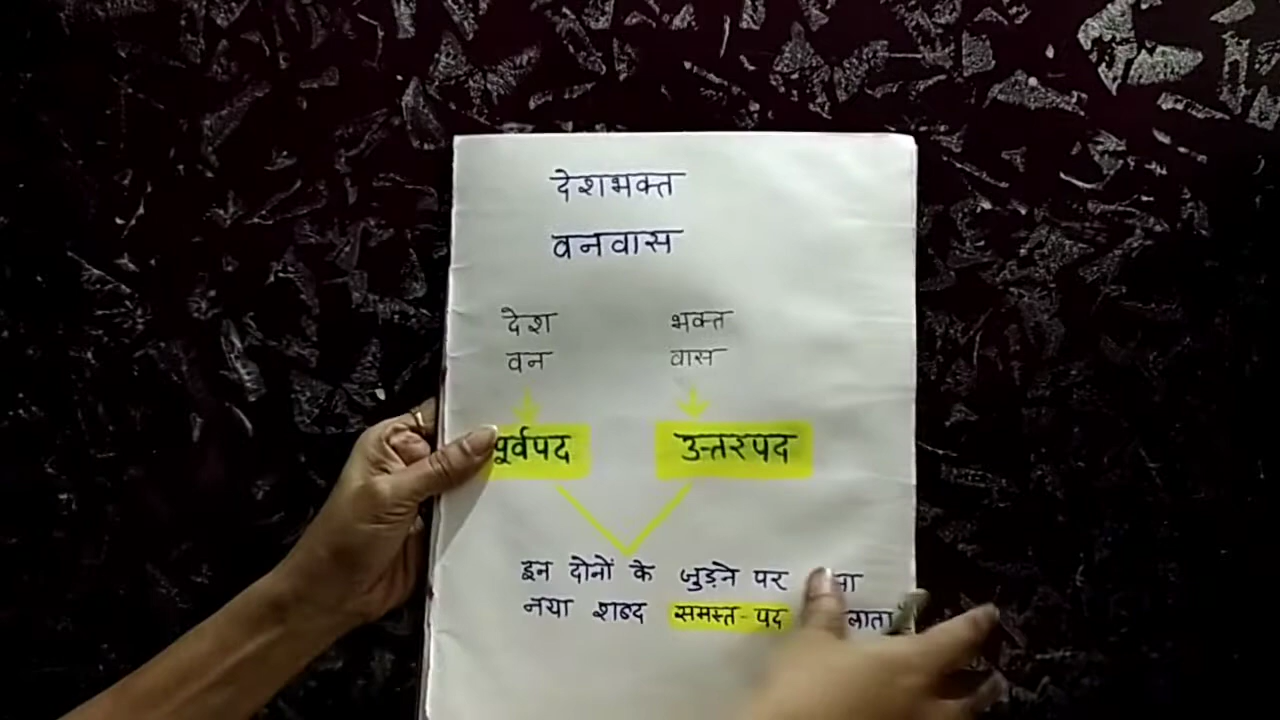 देशभक्त
वनवास
देश भक्त
वन वास
पूर्वपद उत्तरपद
इन दोनों के जुड़ने पर
नया शब्द समस्त-पद